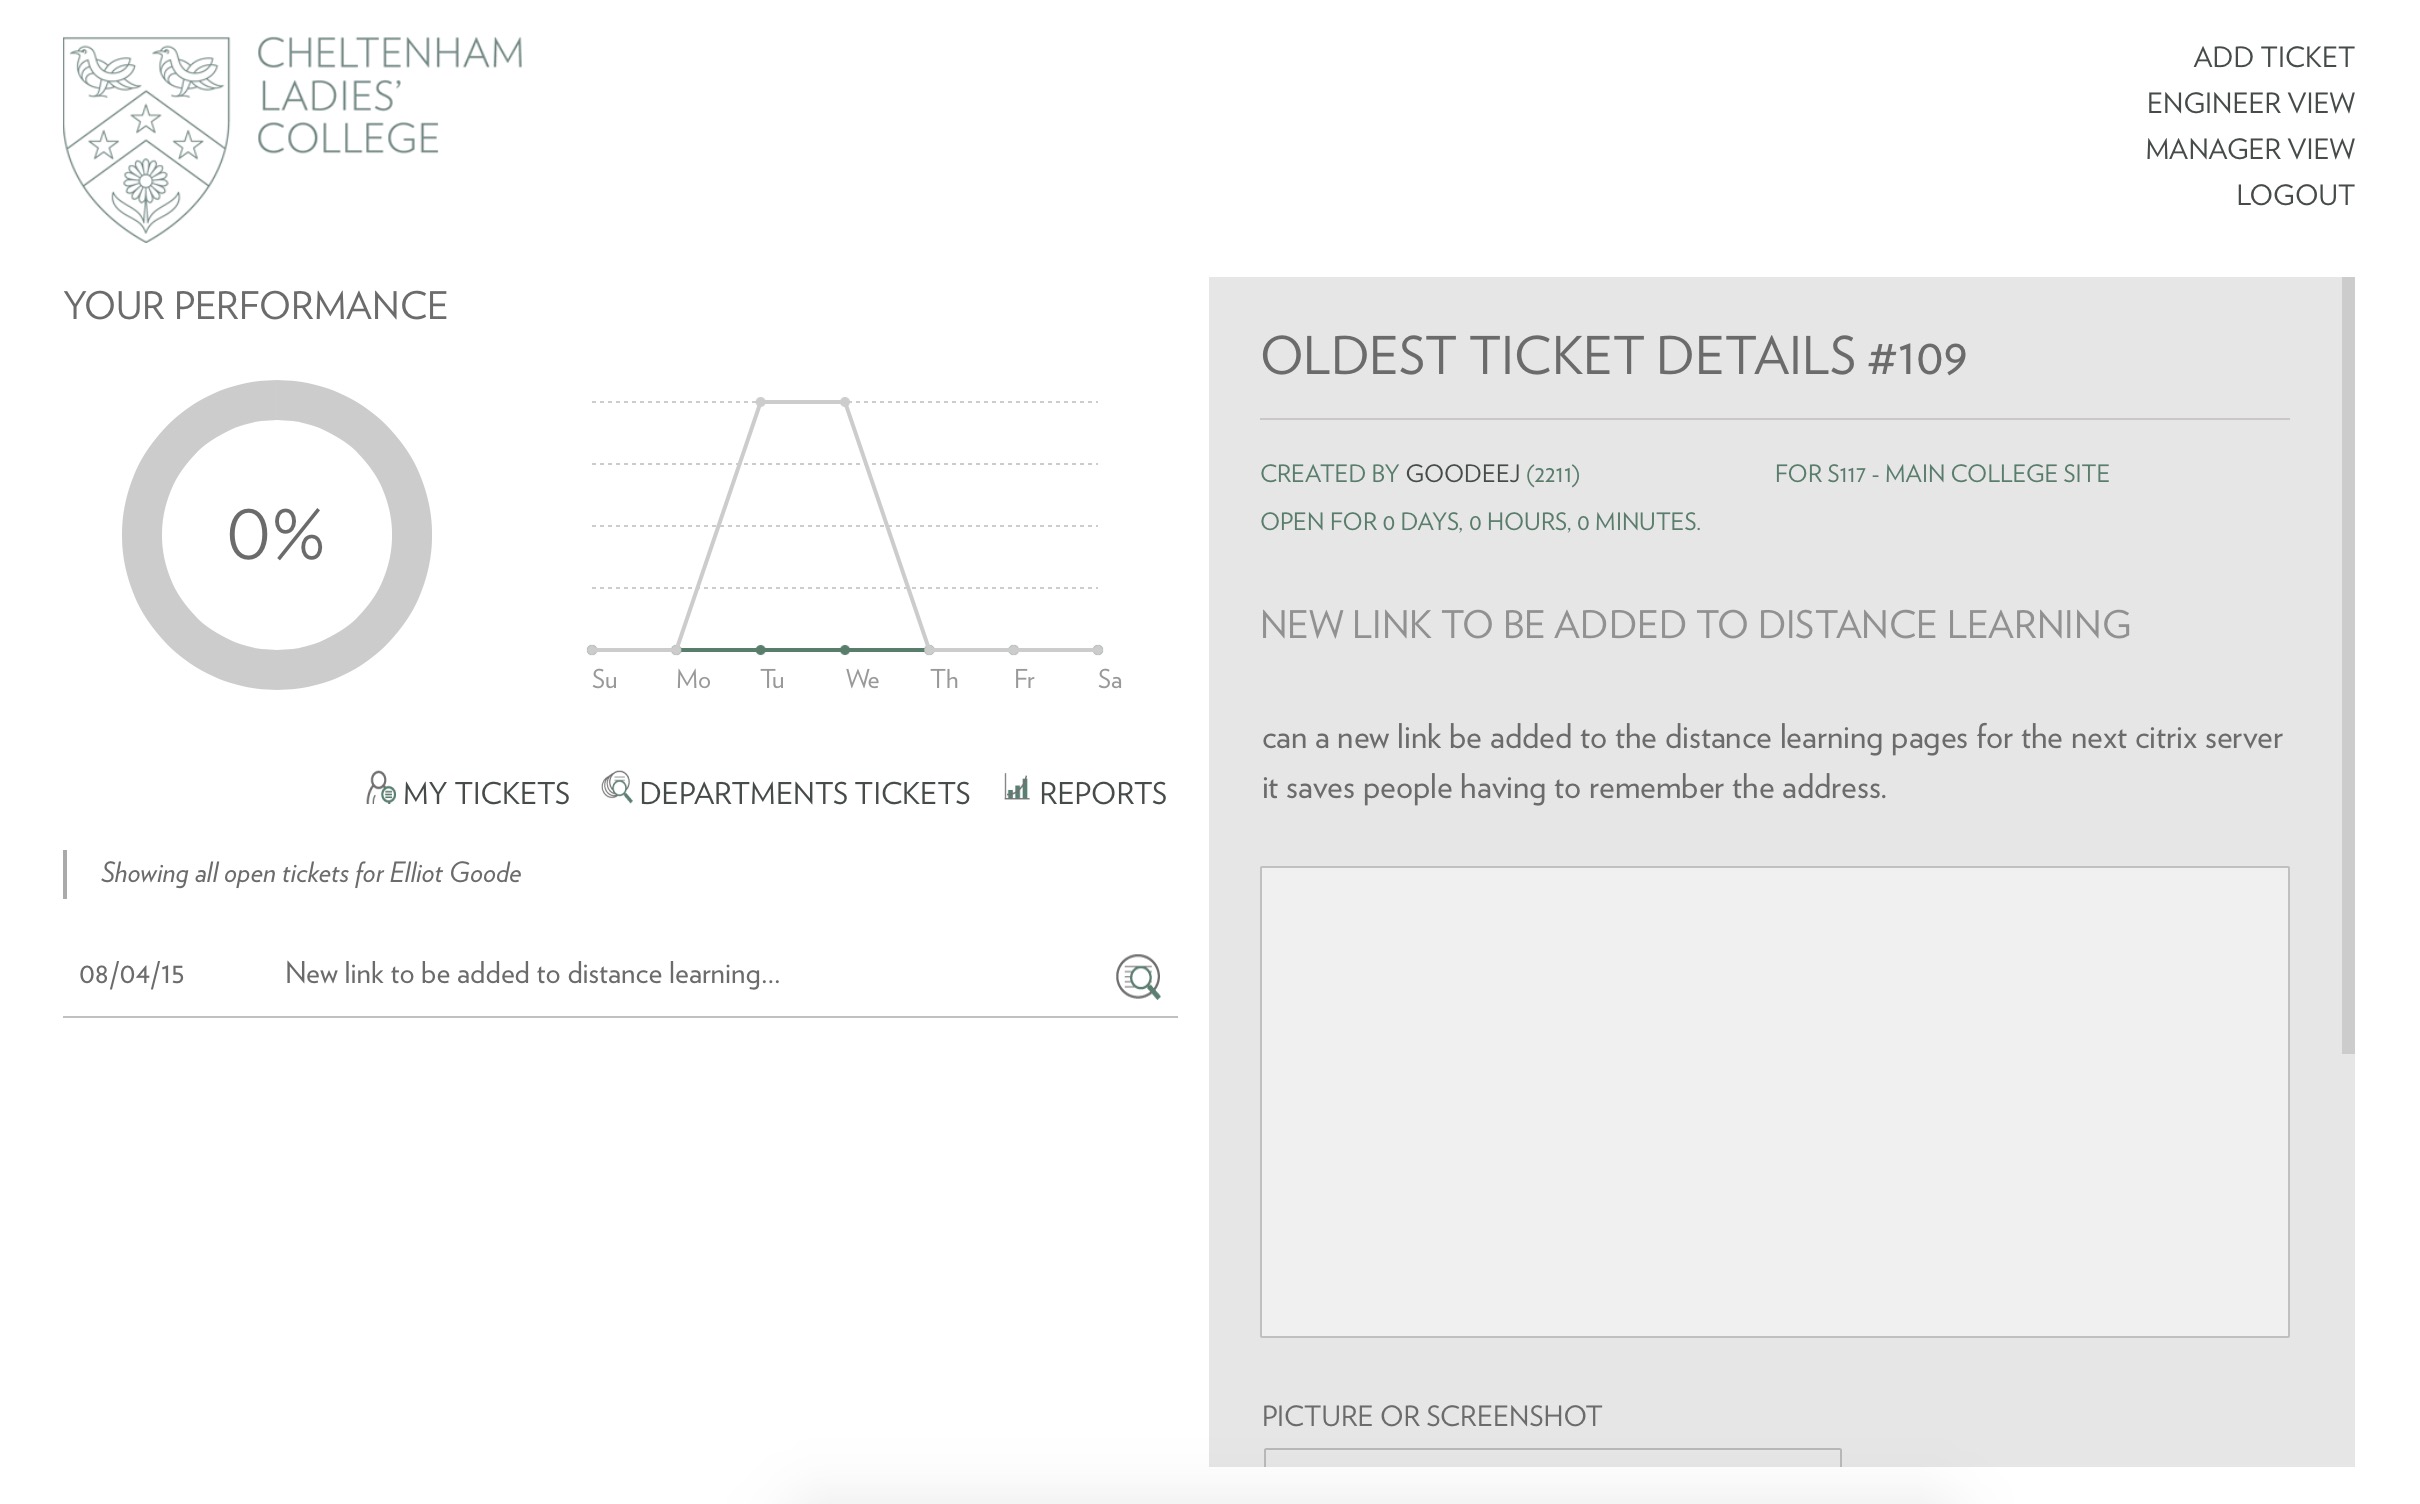 CHELTENHAM
LADIES'
COLLEGE
ADD TICKET
ENGINEER VIEW
MANAGER VIEW
LOGOUT
YOUR PERFORMANCE
0%
Su Mo Tu We Th Fr Sa
MY TICKETS DEPARTMENTS TICKETS REPORTS
Showing all open tickets for Elliot Goode
08/04/15 New link to be added to distance learning...
OLDEST TICKET DETAILS #109
CREATED BY GOODEEJ (2211) FOR S117 - MAIN COLLEGE SITE
OPEN FOR 0 DAYS, 0 HOURS, 0 MINUTES.
NEW LINK TO BE ADDED TO DISTANCE LEARNING
can a new link be added to the distance learning pages for the next citrix server
it saves people having to remember the address.
PICTURE OR SCREENSHOT